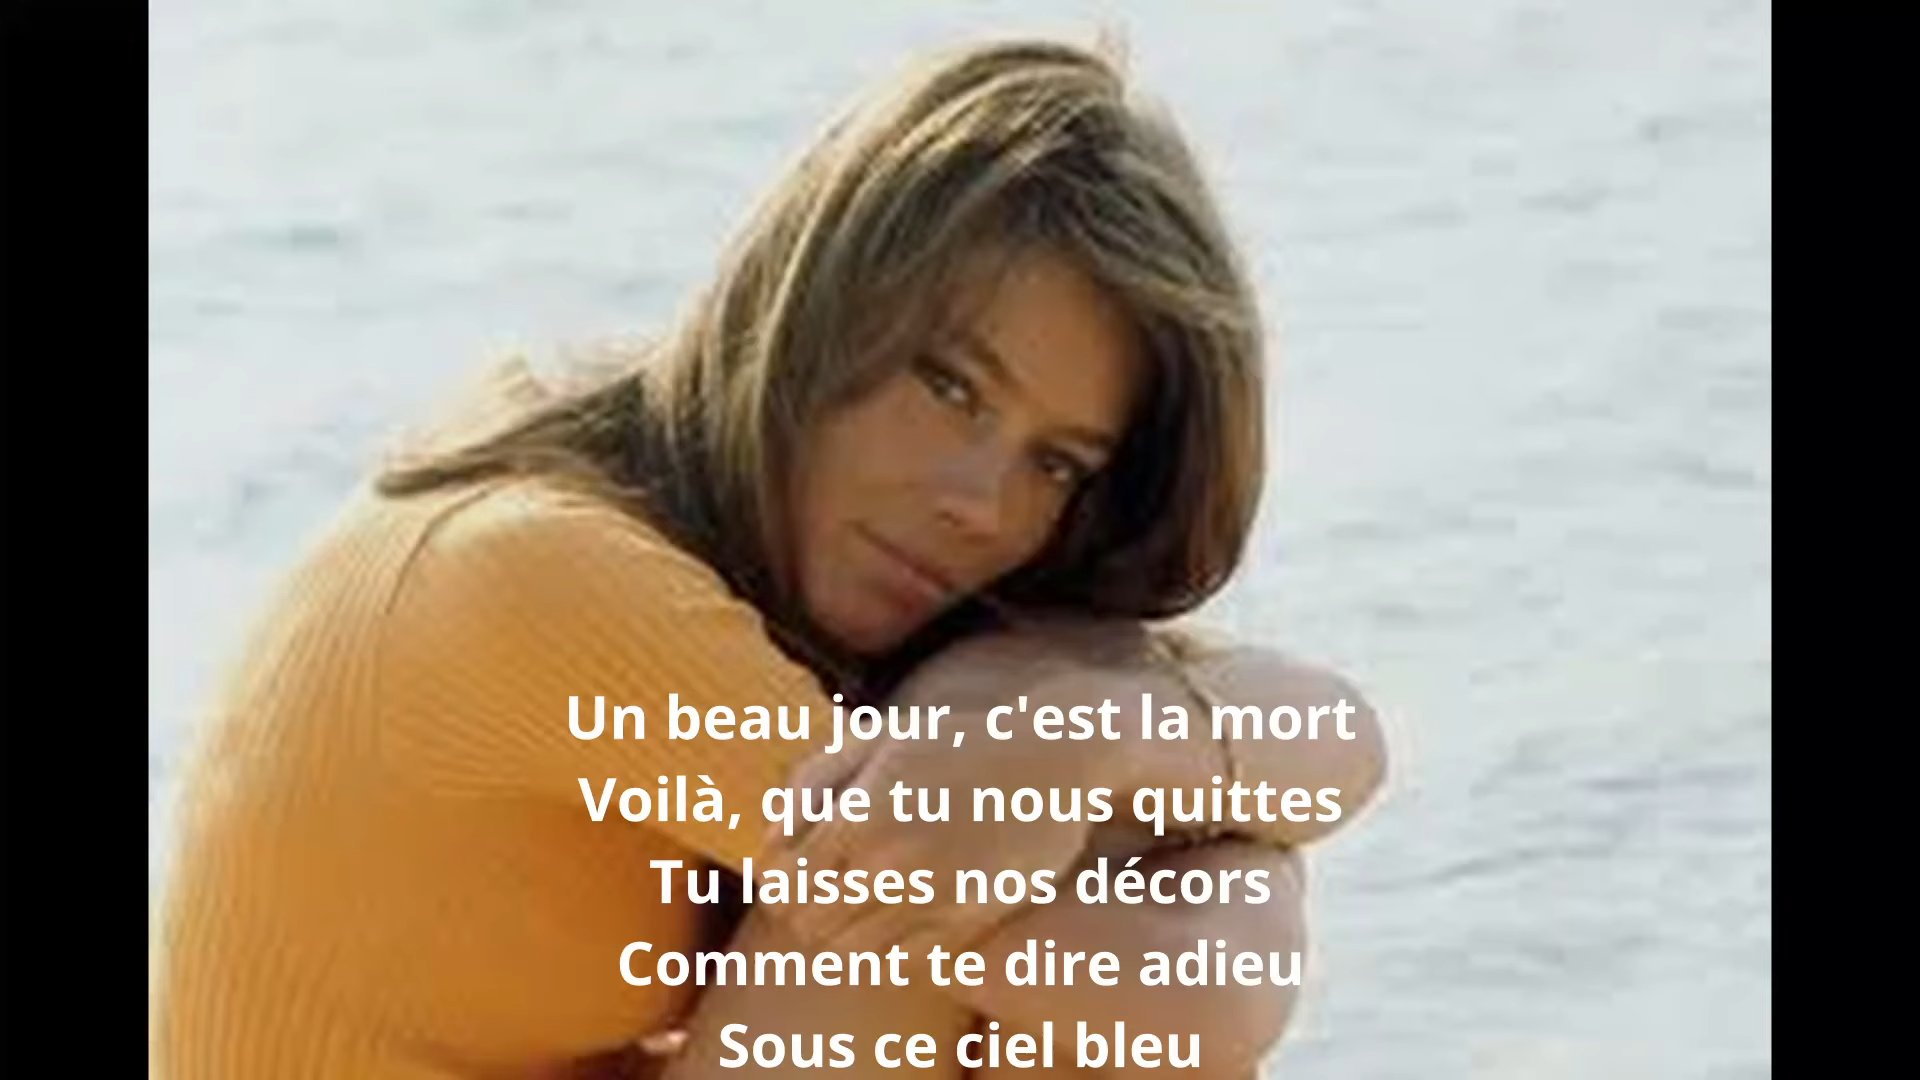 Un beau jour, c'est la mort
Voilà, que tu nous quittes
Tu laisses nos décors
Comment te dire adieu
Sous ce ciel bleu